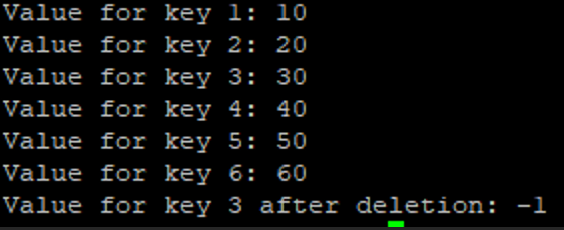 Value for key 1: 10
Value for key 2: 20
Value for key 3: 30
Value for key 4: 40
Value for key 5: 50
Value for key 6: 60
Value for key 3 after deletion: -1